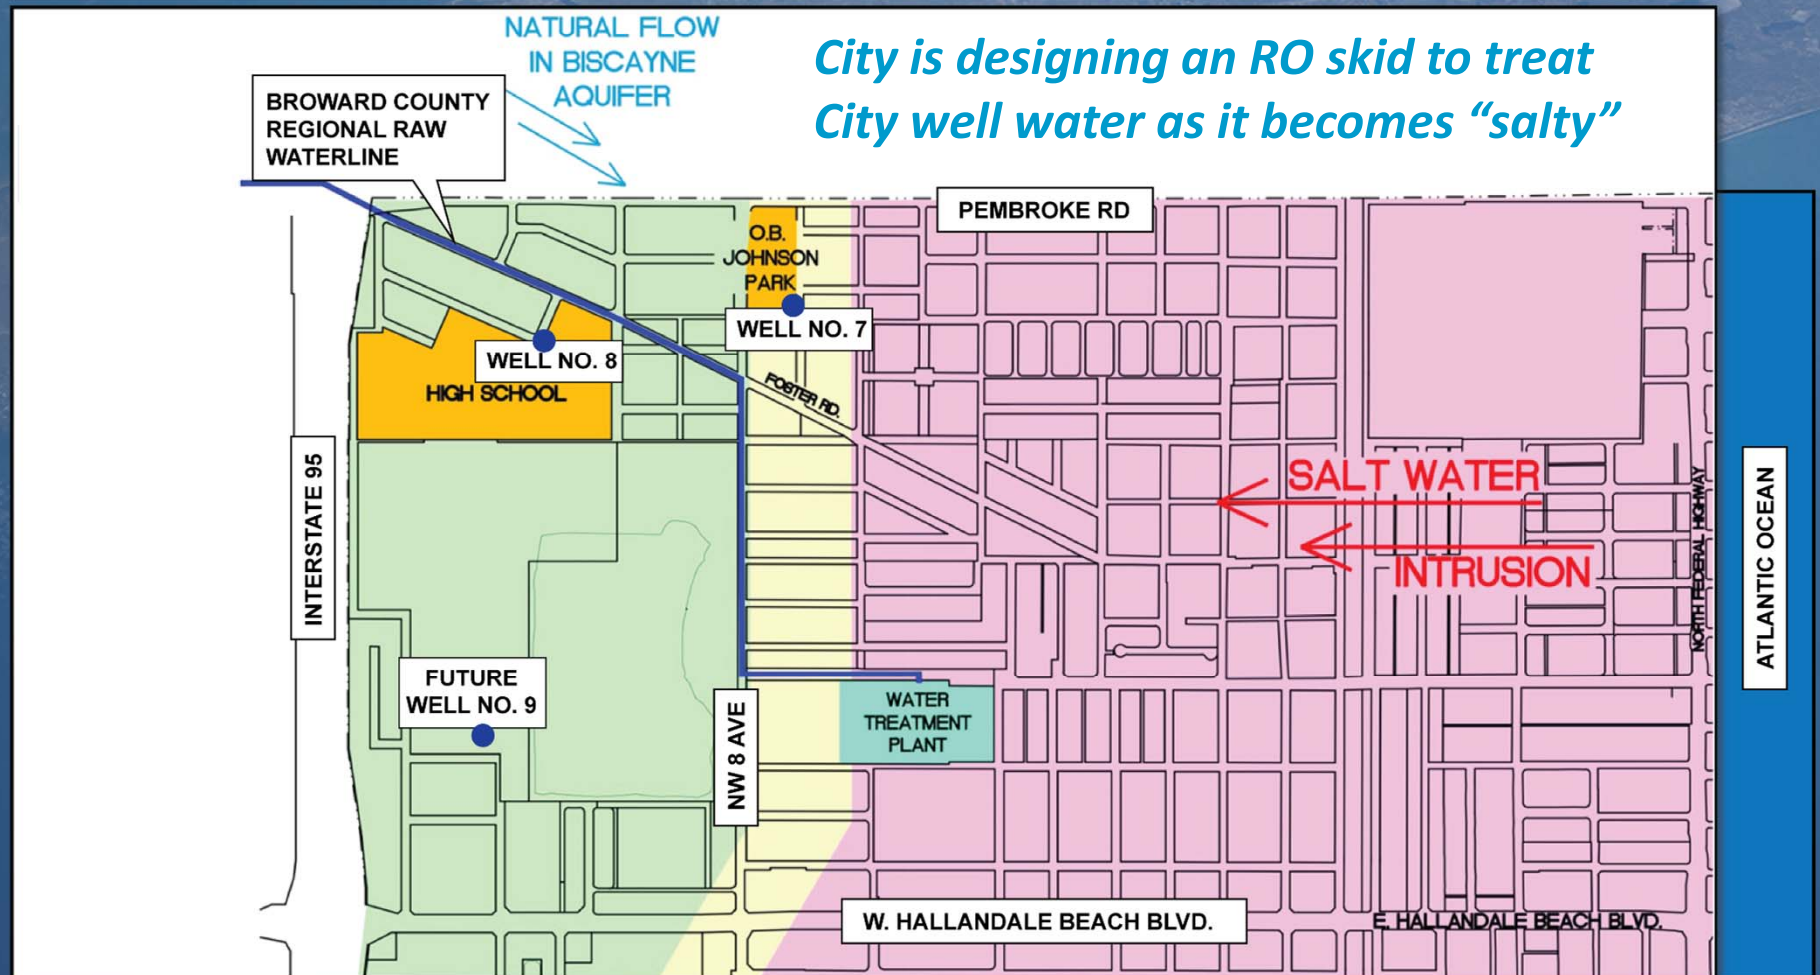 NATURAL FLOW
IN BISCAYNE
AQUIFER
City is designing an RO skid to treat
City well water as it becomes “salty”
BROWARD COUNTY
REGIONAL RAW
WATERLINE
PEMBROKE RD
O.B.
JOHNSON
PARK
WELL NO. 7
WELL NO. 8
HIGH SCHOOL
FOSTER RD.
SALT WATER
INTRUSION
INTERSTATE 95
NORTH FEDERAL HIGHWAY
ATLANTIC OCEAN
FUTURE
WELL NO. 9
NW 8 AVE
WATER
TREATMENT
PLANT
W. HALLANDALE BEACH BLVD.
E. HALLANDALE BEACH BLVD.